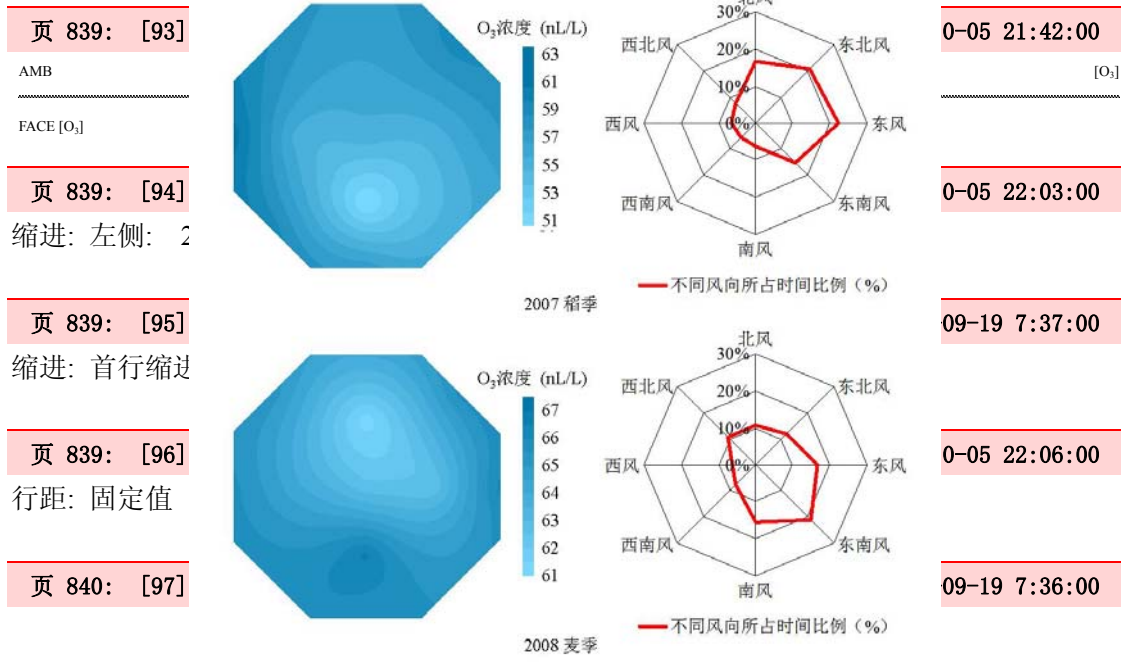 北风
30%
O₃浓度 (nL/L)
页 839: [93]
0-05 21:42:00
63
61
59
57
55
53
51
西北风
20%
东北风
AMB
[O₃]
10%
西风
0%
东风
FACE [O₃]
页 839: [94]
0-05 22:03:00
西南风
东南风
缩进: 左侧: 2
南风
不同风向所占时间比例（%）
2007 稻季
页 839: [95]
09-19 7:37:00
北风
30%
缩进: 首行缩进
O₃浓度 (nL/L)
67
66
65
64
63
62
61
西北风
20%
东北风
10%
页 839: [96]
0-05 22:06:00
西风
0%
东风
行距: 固定值
西南风
东南风
页 840: [97]
09-19 7:36:00
南风
不同风向所占时间比例（%）
2008 麦季